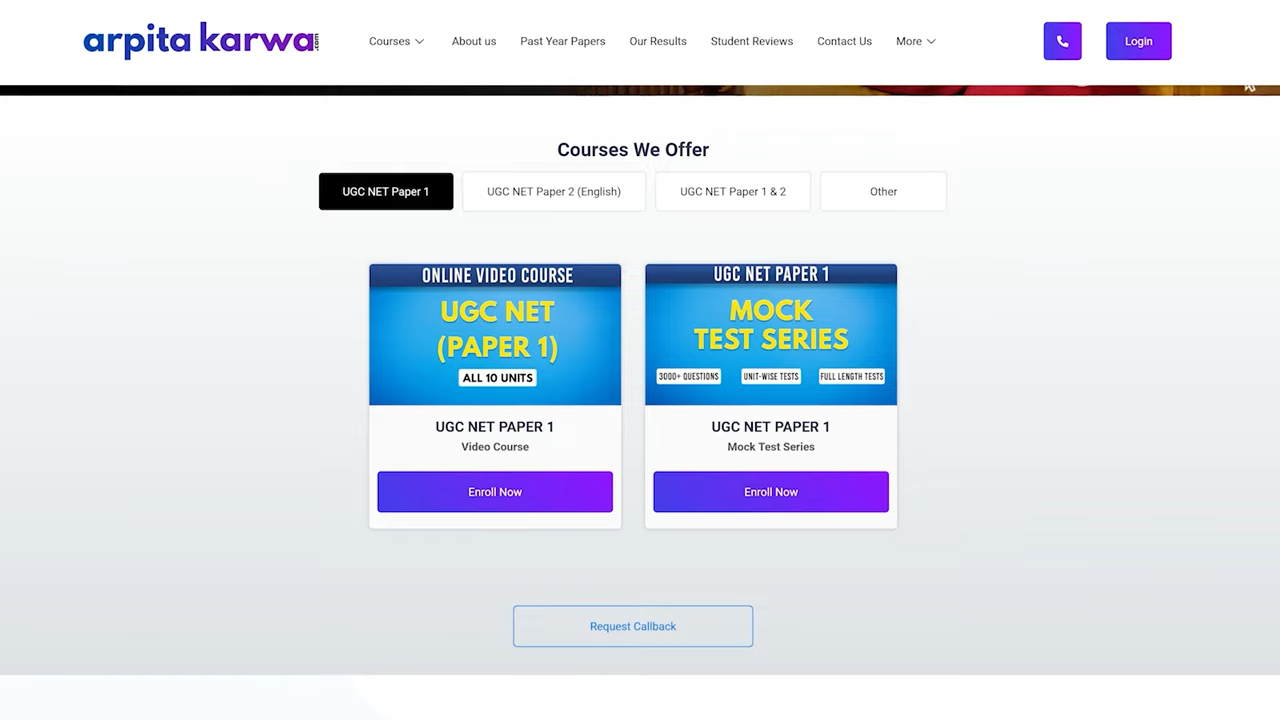 arpita karwa.com
Courses
About us
Past Year Papers
Our Results
Student Reviews
Contact Us
More
Login
Courses We Offer
UGC NET Paper 1
UGC NET Paper 2 (English)
UGC NET Paper 1 & 2
Other
ONLINE VIDEO COURSE
UGC NET
(PAPER 1)
ALL 10 UNITS
UGC NET PAPER 1
Video Course
Enroll Now
UGC NET PAPER 1
MOCK
TEST SERIES
3000+ QUESTIONS
UNIT-WISE TESTS
FULL LENGTH TESTS
UGC NET PAPER 1
Mock Test Series
Enroll Now
Request Callback